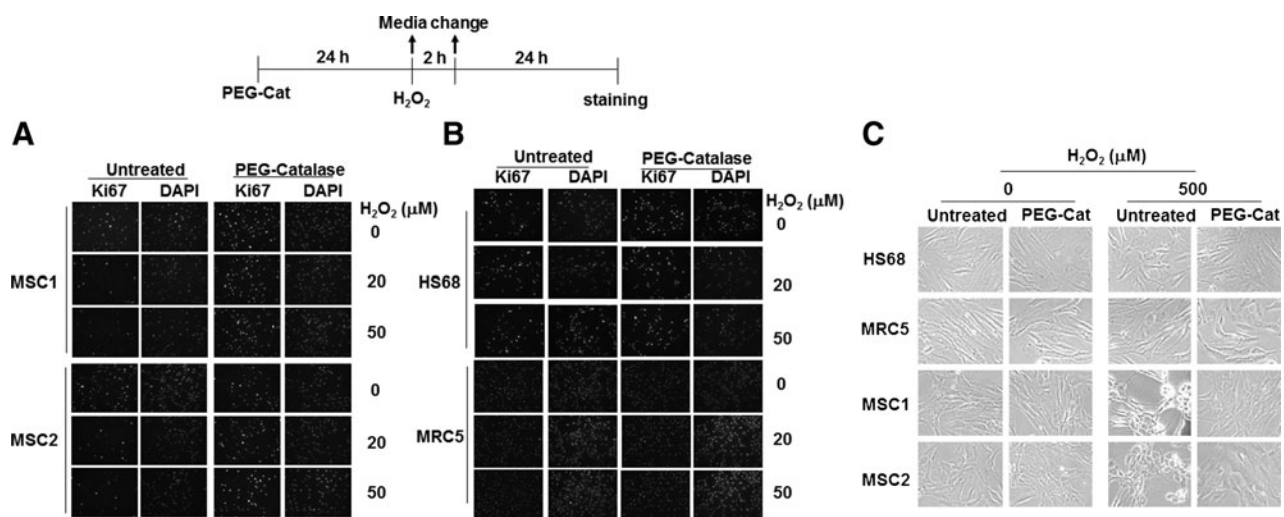 Media change
24 h 2 h 24 h
PEG-Cat H₂O₂ staining
A
Untreated PEG-Catalase
Ki67 DAPI Ki67 DAPI H₂O₂ (μM)
0
MSC1 20
50
0
MSC2 20
50
B
Untreated PEG-Catalase
Ki67 DAPI Ki67 DAPI H₂O₂ (μM)
0
HS68 20
50
0
MRC5 20
50
C
H₂O₂ (μM)
0 500
Untreated PEG-Cat Untreated PEG-Cat
HS68
MRC5
MSC1
MSC2